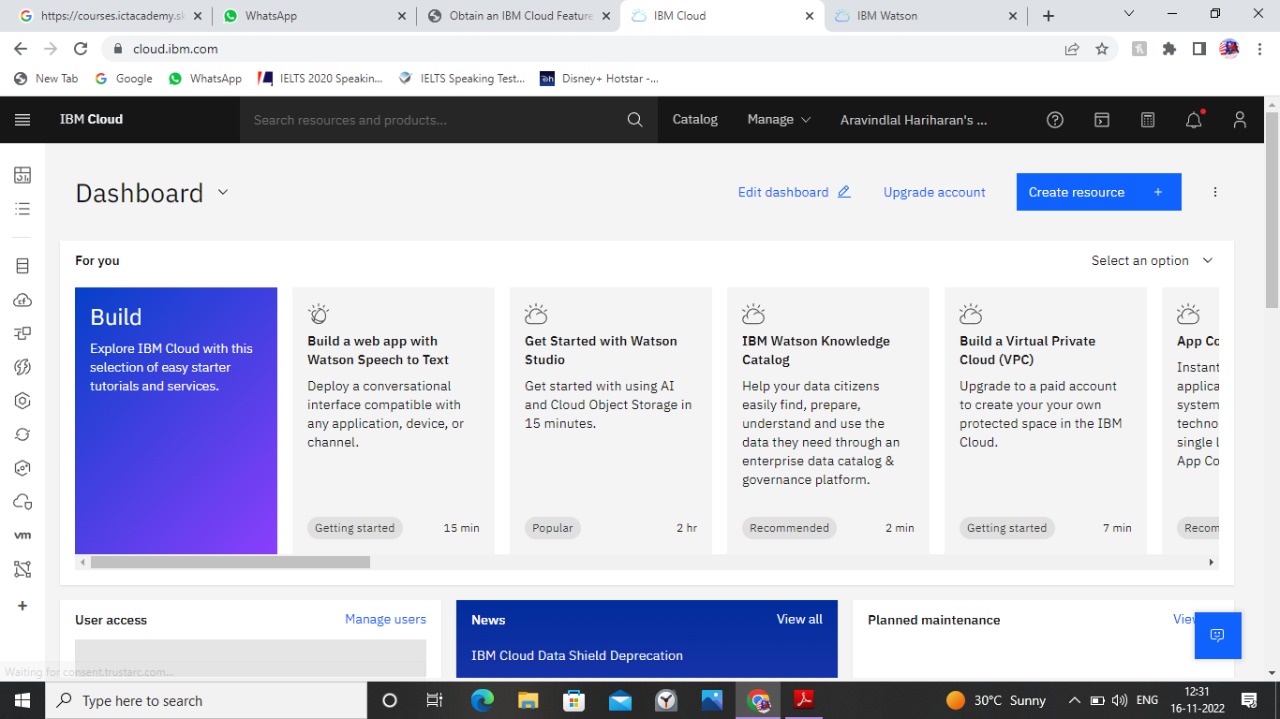 https://courses.ictacademy.sk
WhatsApp
Obtain an IBM Cloud Feature
IBM Cloud
IBM Watson
cloud.ibm.com
New Tab
Google
WhatsApp
IELTS 2020 Speakin...
IELTS Speaking Test...
Disney+ Hotstar -...
IBM Cloud
Search resources and products...
Catalog
Manage
Aravindlal Hariharan's ...
Dashboard
Edit dashboard
Upgrade account
Create resource +
For you
Select an option
Build
Explore IBM Cloud with this
selection of easy starter
tutorials and services.
Build a web app with
Watson Speech to Text
Deploy a conversational
interface compatible with
any application, device, or
channel.
Getting started
15 min
Get Started with Watson
Studio
Get started with using AI
and Cloud Object Storage in
15 minutes.
Popular
2 hr
IBM Watson Knowledge
Catalog
Help your data citizens
easily find, prepare,
understand and use the
data they need through an
enterprise data catalog &
governance platform.
Recommended
2 min
Build a Virtual Private
Cloud (VPC)
Upgrade to a paid account
to create your your own
protected space in the IBM
Cloud.
Getting started
7 min
App Co
Instant
applica
system
techno
single l
App Co
Recom
vm
User access
Manage users
News
View all
IBM Cloud Data Shield Deprecation
Planned maintenance
Vie
Waiting for consent.trustarc.com...
Type here to search
30°C Sunny
ENG
12:31
16-11-2022